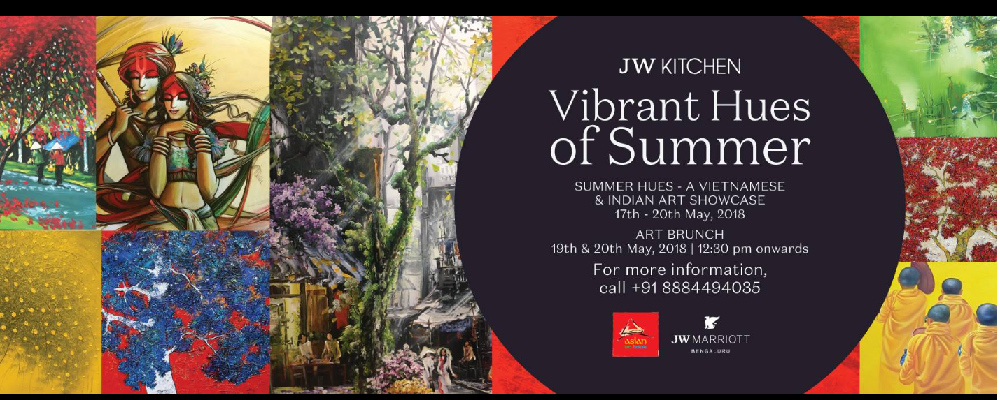 JW KITCHEN
Vibrant Hues
of Summer
SUMMER HUES - A VIETNAMESE
& INDIAN ART SHOWCASE
17th - 20th May, 2018
ART BRUNCH
19th & 20th May, 2018 | 12:30 pm onwards
For more information,
call +91 8884494035
asian
art house
JW MARRIOTT
BENGALURU